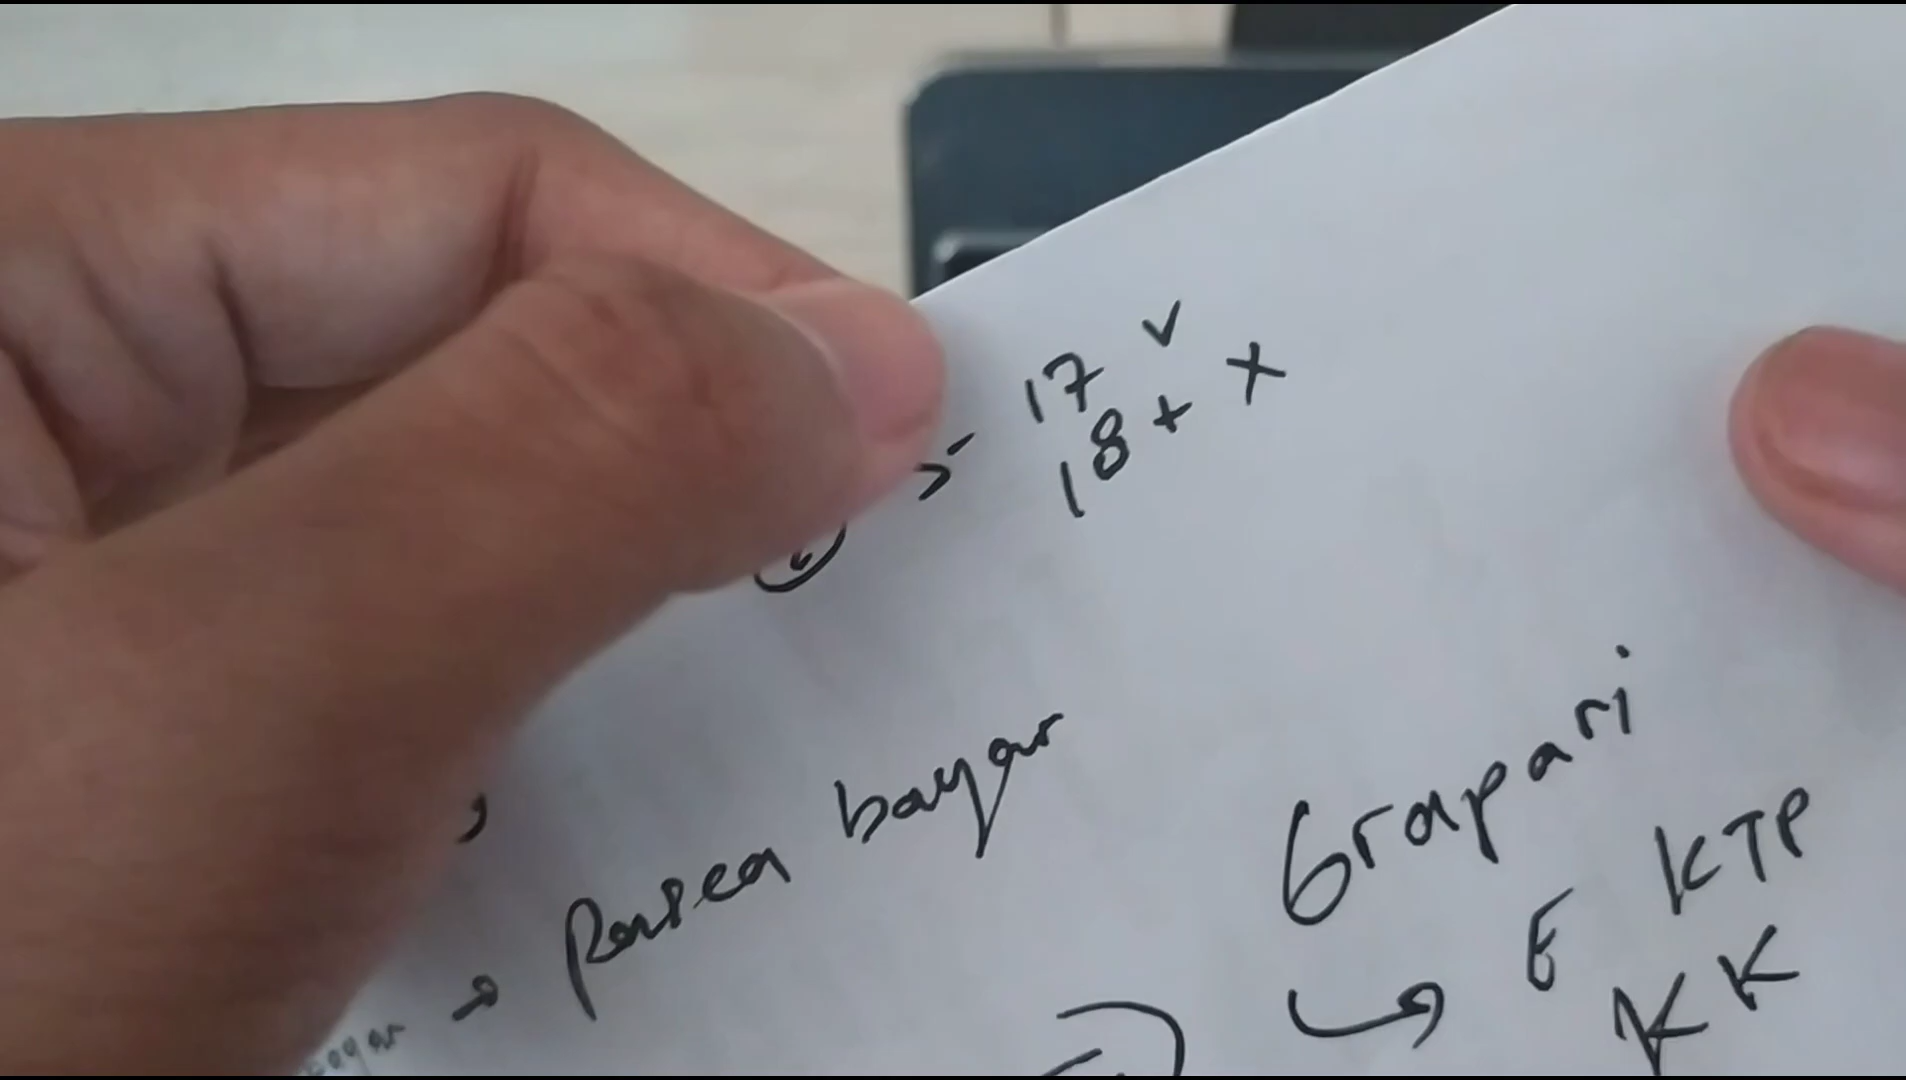 17 ✓
18 + ×
Pasca bayar
Grapari
E KTP
KK